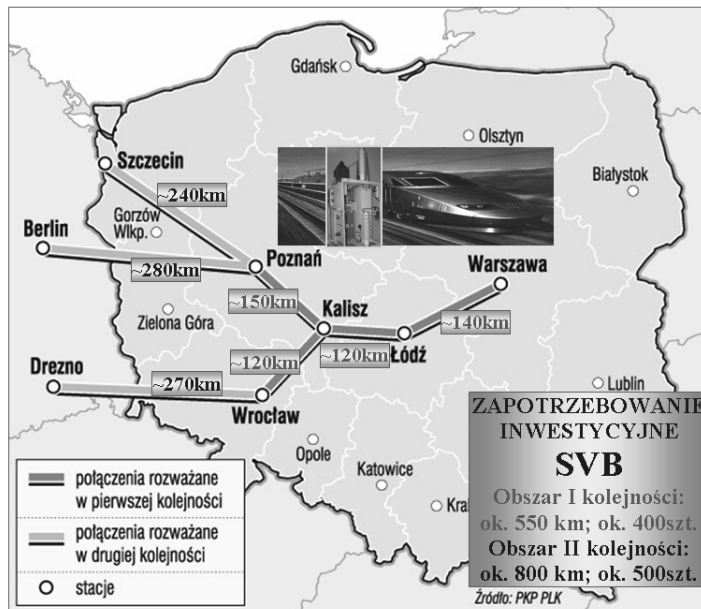 Gdańsk
Olsztyn
Szczecin
Białystok
~240km
Gorzów
Wlkp.
Berlin
~280km
Poznań
Warszawa
~150km
Kalisz
~140km
Zielona Góra
Łódź
~120km
~120km
Drezno
~270km
Wrocław
Lublin
Opole
Katowice
Kra
ZAPOTRZEBOWANIE
INWESTYCYJNE
SVB
Obszar I kolejności:
ok. 550 km; ok. 400szt.
Obszar II kolejności:
ok. 800 km; ok. 500szt.
połączenia rozważane
w pierwszej kolejności
połączenia rozważane
w drugiej kolejności
stacje
Źródło: PKP PLK